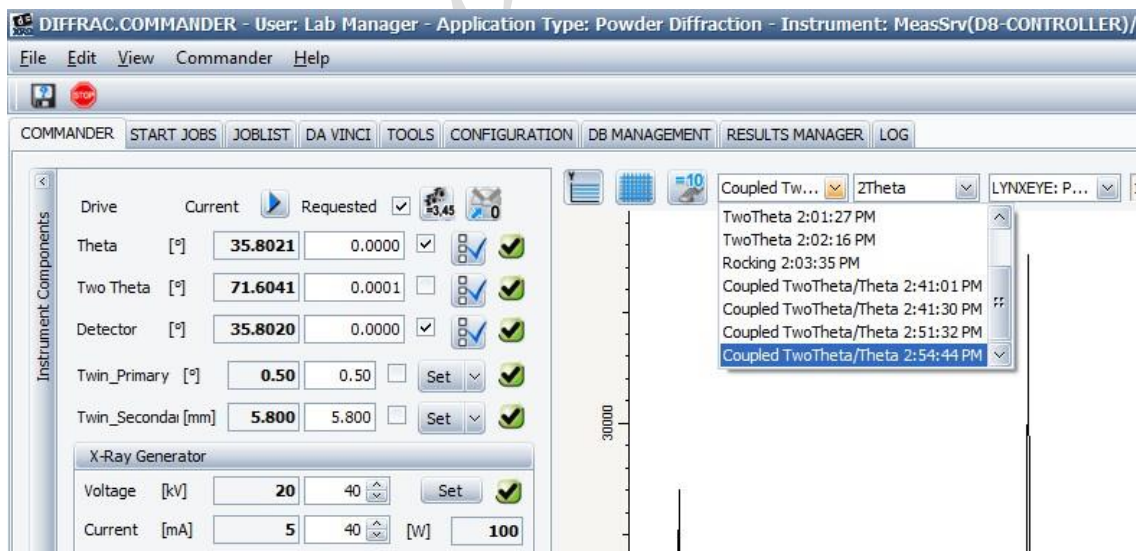 DIFFRAC.COMMANDER - User: Lab Manager - Application Type: Powder Diffraction - Instrument: MeasSrv(D8-CONTROLLER)/
File Edit View Commander Help
STOP
COMMANDER START JOBS JOBLIST DA VINCI TOOLS CONFIGURATION DB MANAGEMENT RESULTS MANAGER LOG
Instrument Components
Drive Current Requested =3,45 0
Theta [°] 35.8021 0.0000
Two Theta [°] 71.6041 0.0001
Detector [°] 35.8020 0.0000
Twin_Primary [°] 0.50 0.50 Set
Twin_Secondar [mm] 5.800 5.800 Set
X-Ray Generator
Voltage [kV] 20 40 Set
Current [mA] 5 40 [W] 100
Y =10 Coupled Tw... 2Theta LYNXEYE: P...
TwoTheta 2:01:27 PM
TwoTheta 2:02:16 PM
Rocking 2:03:35 PM
Coupled TwoTheta/Theta 2:41:01 PM
Coupled TwoTheta/Theta 2:41:30 PM
Coupled TwoTheta/Theta 2:51:32 PM
Coupled TwoTheta/Theta 2:54:44 PM
30000